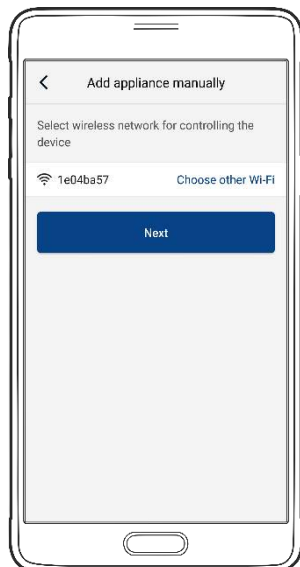 Add appliance manually
Select wireless network for controlling the
device
1e04ba57 Choose other Wi-Fi
Next